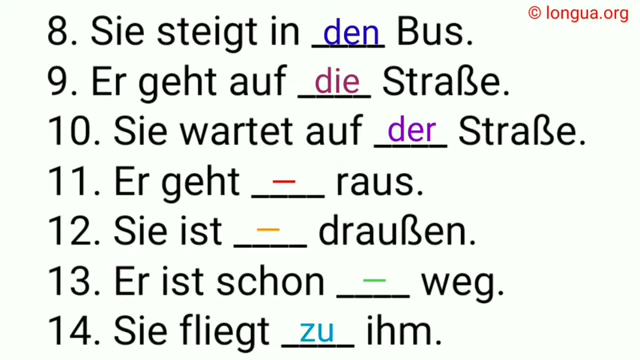 © longua.org
8. Sie steigt in den Bus.
9. Er geht auf die Straße.
10. Sie wartet auf der Straße.
11. Er geht — raus.
12. Sie ist — draußen.
13. Er ist schon — weg.
14. Sie fliegt zu ihm.